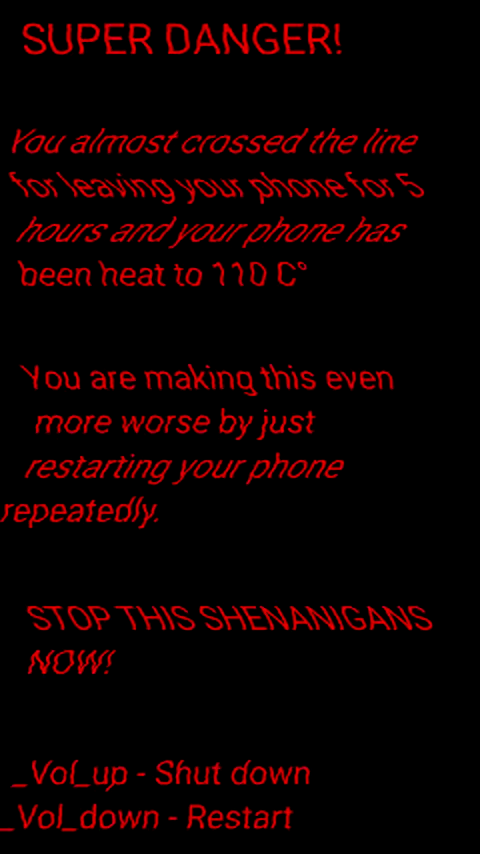 SUPER DANGER!
You almost crossed the line
for leaving your phone for 5
hours and your phone has
been heat to 110 C°
You are making this even
more worse by just
restarting your phone
repeatedly.
STOP THIS SHENANIGANS
NOW!
_Vol_up - Shut down
_Vol_down - Restart